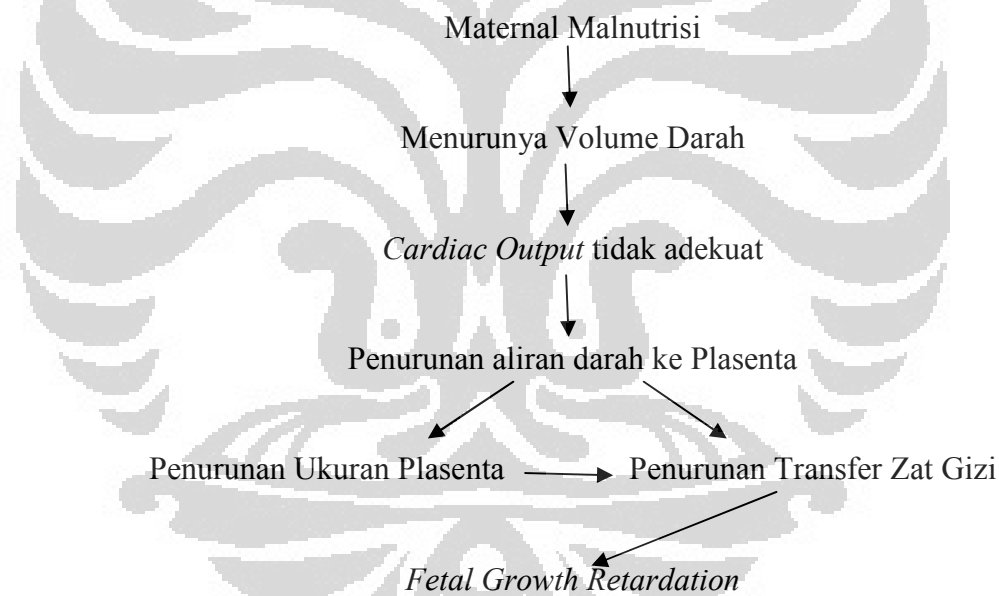 Maternal Malnutrisi
Menurunya Volume Darah
Cardiac Output tidak adekuat
Penurunan aliran darah ke Plasenta
Penurunan Ukuran Plasenta
Penurunan Transfer Zat Gizi
Fetal Growth Retardation